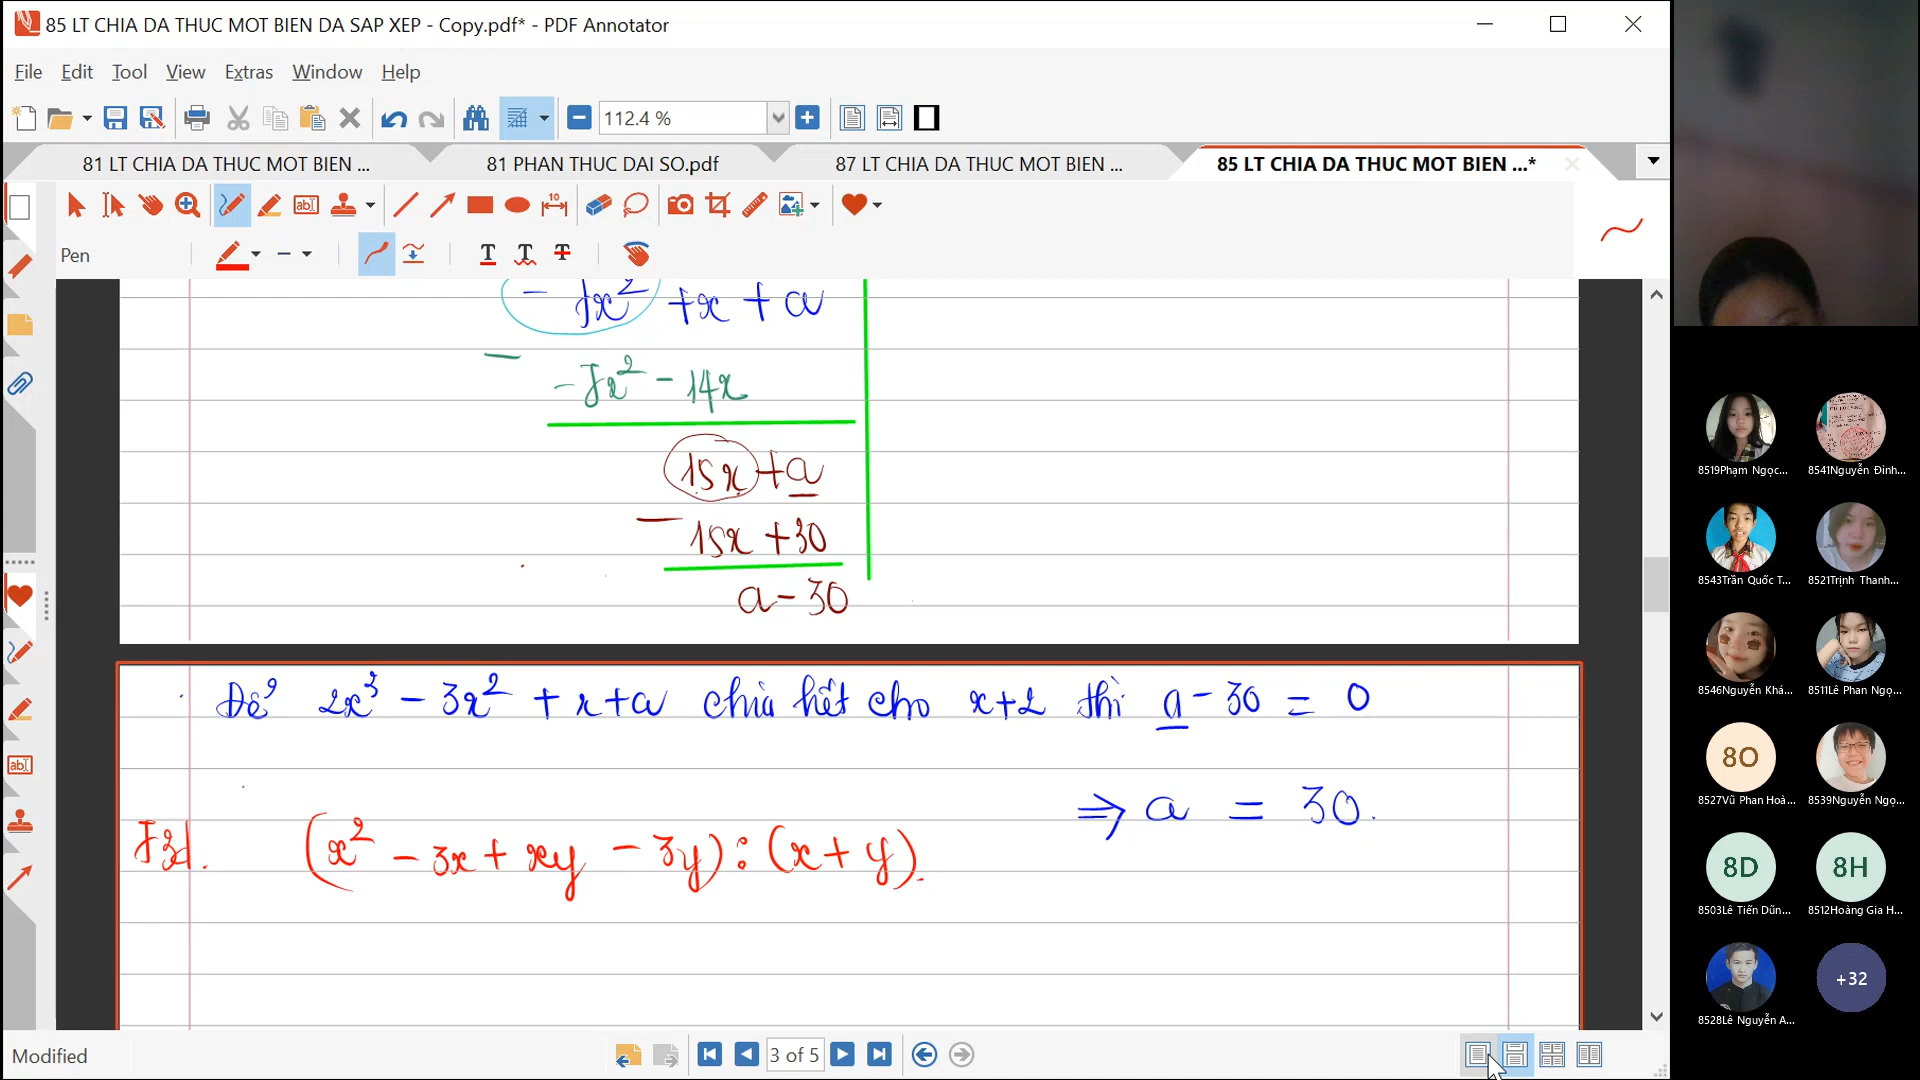 85 LT CHIA DA THUC MOT BIEN DA SAP XEP - Copy.pdf* - PDF Annotator
File Edit Tool View Extras Window Help
112.4 %
81 LT CHIA DA THUC MOT BIEN ... 81 PHAN THUC DAI SO.pdf 87 LT CHIA DA THUC MOT BIEN ... 85 LT CHIA DA THUC MOT BIEN ...*
Pen
- 7x² + x + a
- 7x² - 14x
15x + a
15x + 30
a - 30
Để 2x³ - 3x² + x + a chia hết cho x+2 thì a - 30 = 0
⇒ a = 30.
73d. (x² - 3x + xy - 3y) : (x + y).
8519Phạm Ngọc... 8541Nguyễn Đinh...
8543Trần Quốc T... 8521Trịnh Thanh...
8546Nguyễn Khá... 8511Lê Phan Ngọ...
8O
8527Vũ Phan Hoà... 8539Nguyễn Ngọ...
8D 8H
8503Lê Tiến Dũn... 8512Hoàng Gia H...
+32
8528Lê Nguyễn A...
Modified 3 of 5